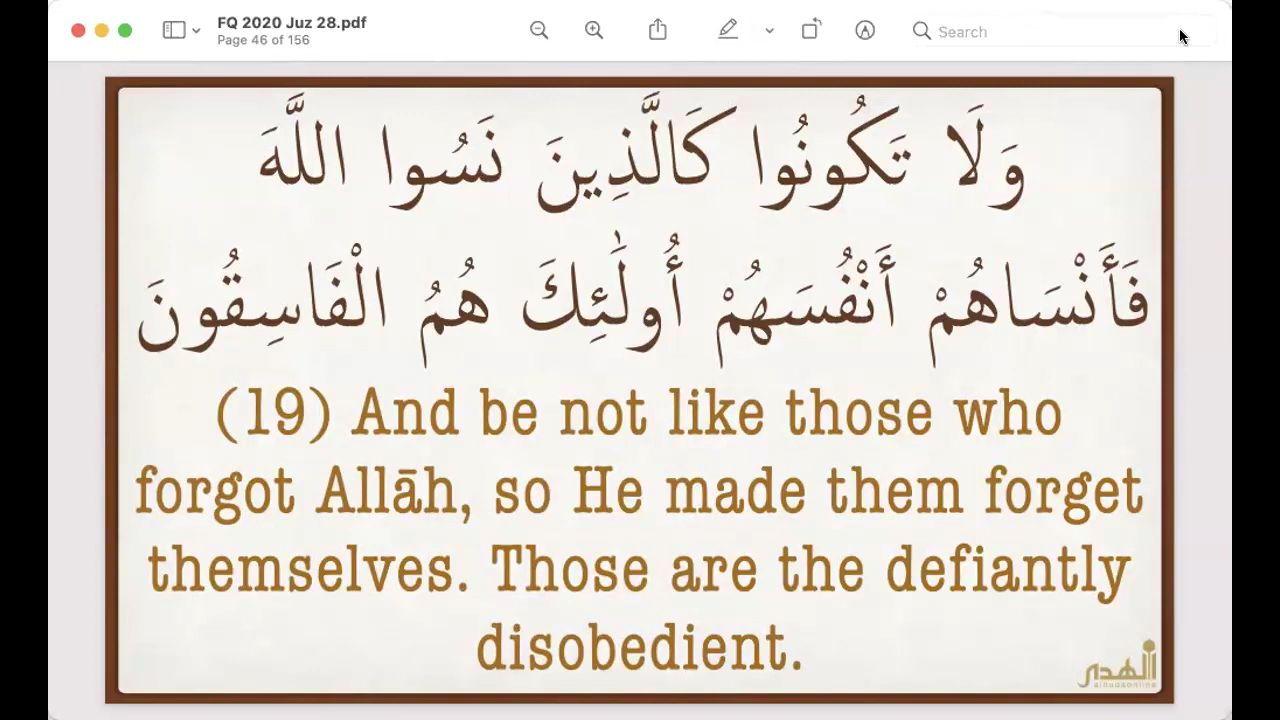 FQ 2020 Juz 28.pdf
Page 46 of 156
Search
وَلَا تَكُونُوا كَالَّذِينَ نَسُوا اللَّهَ
فَأَنْسَاهُمْ أَنْفُسَهُمْ أُولَٰئِكَ هُمُ الْفَاسِقُونَ
(19) And be not like those who
forgot Allāh, so He made them forget
themselves. Those are the defiantly
disobedient.
الهدى
alhudaonline